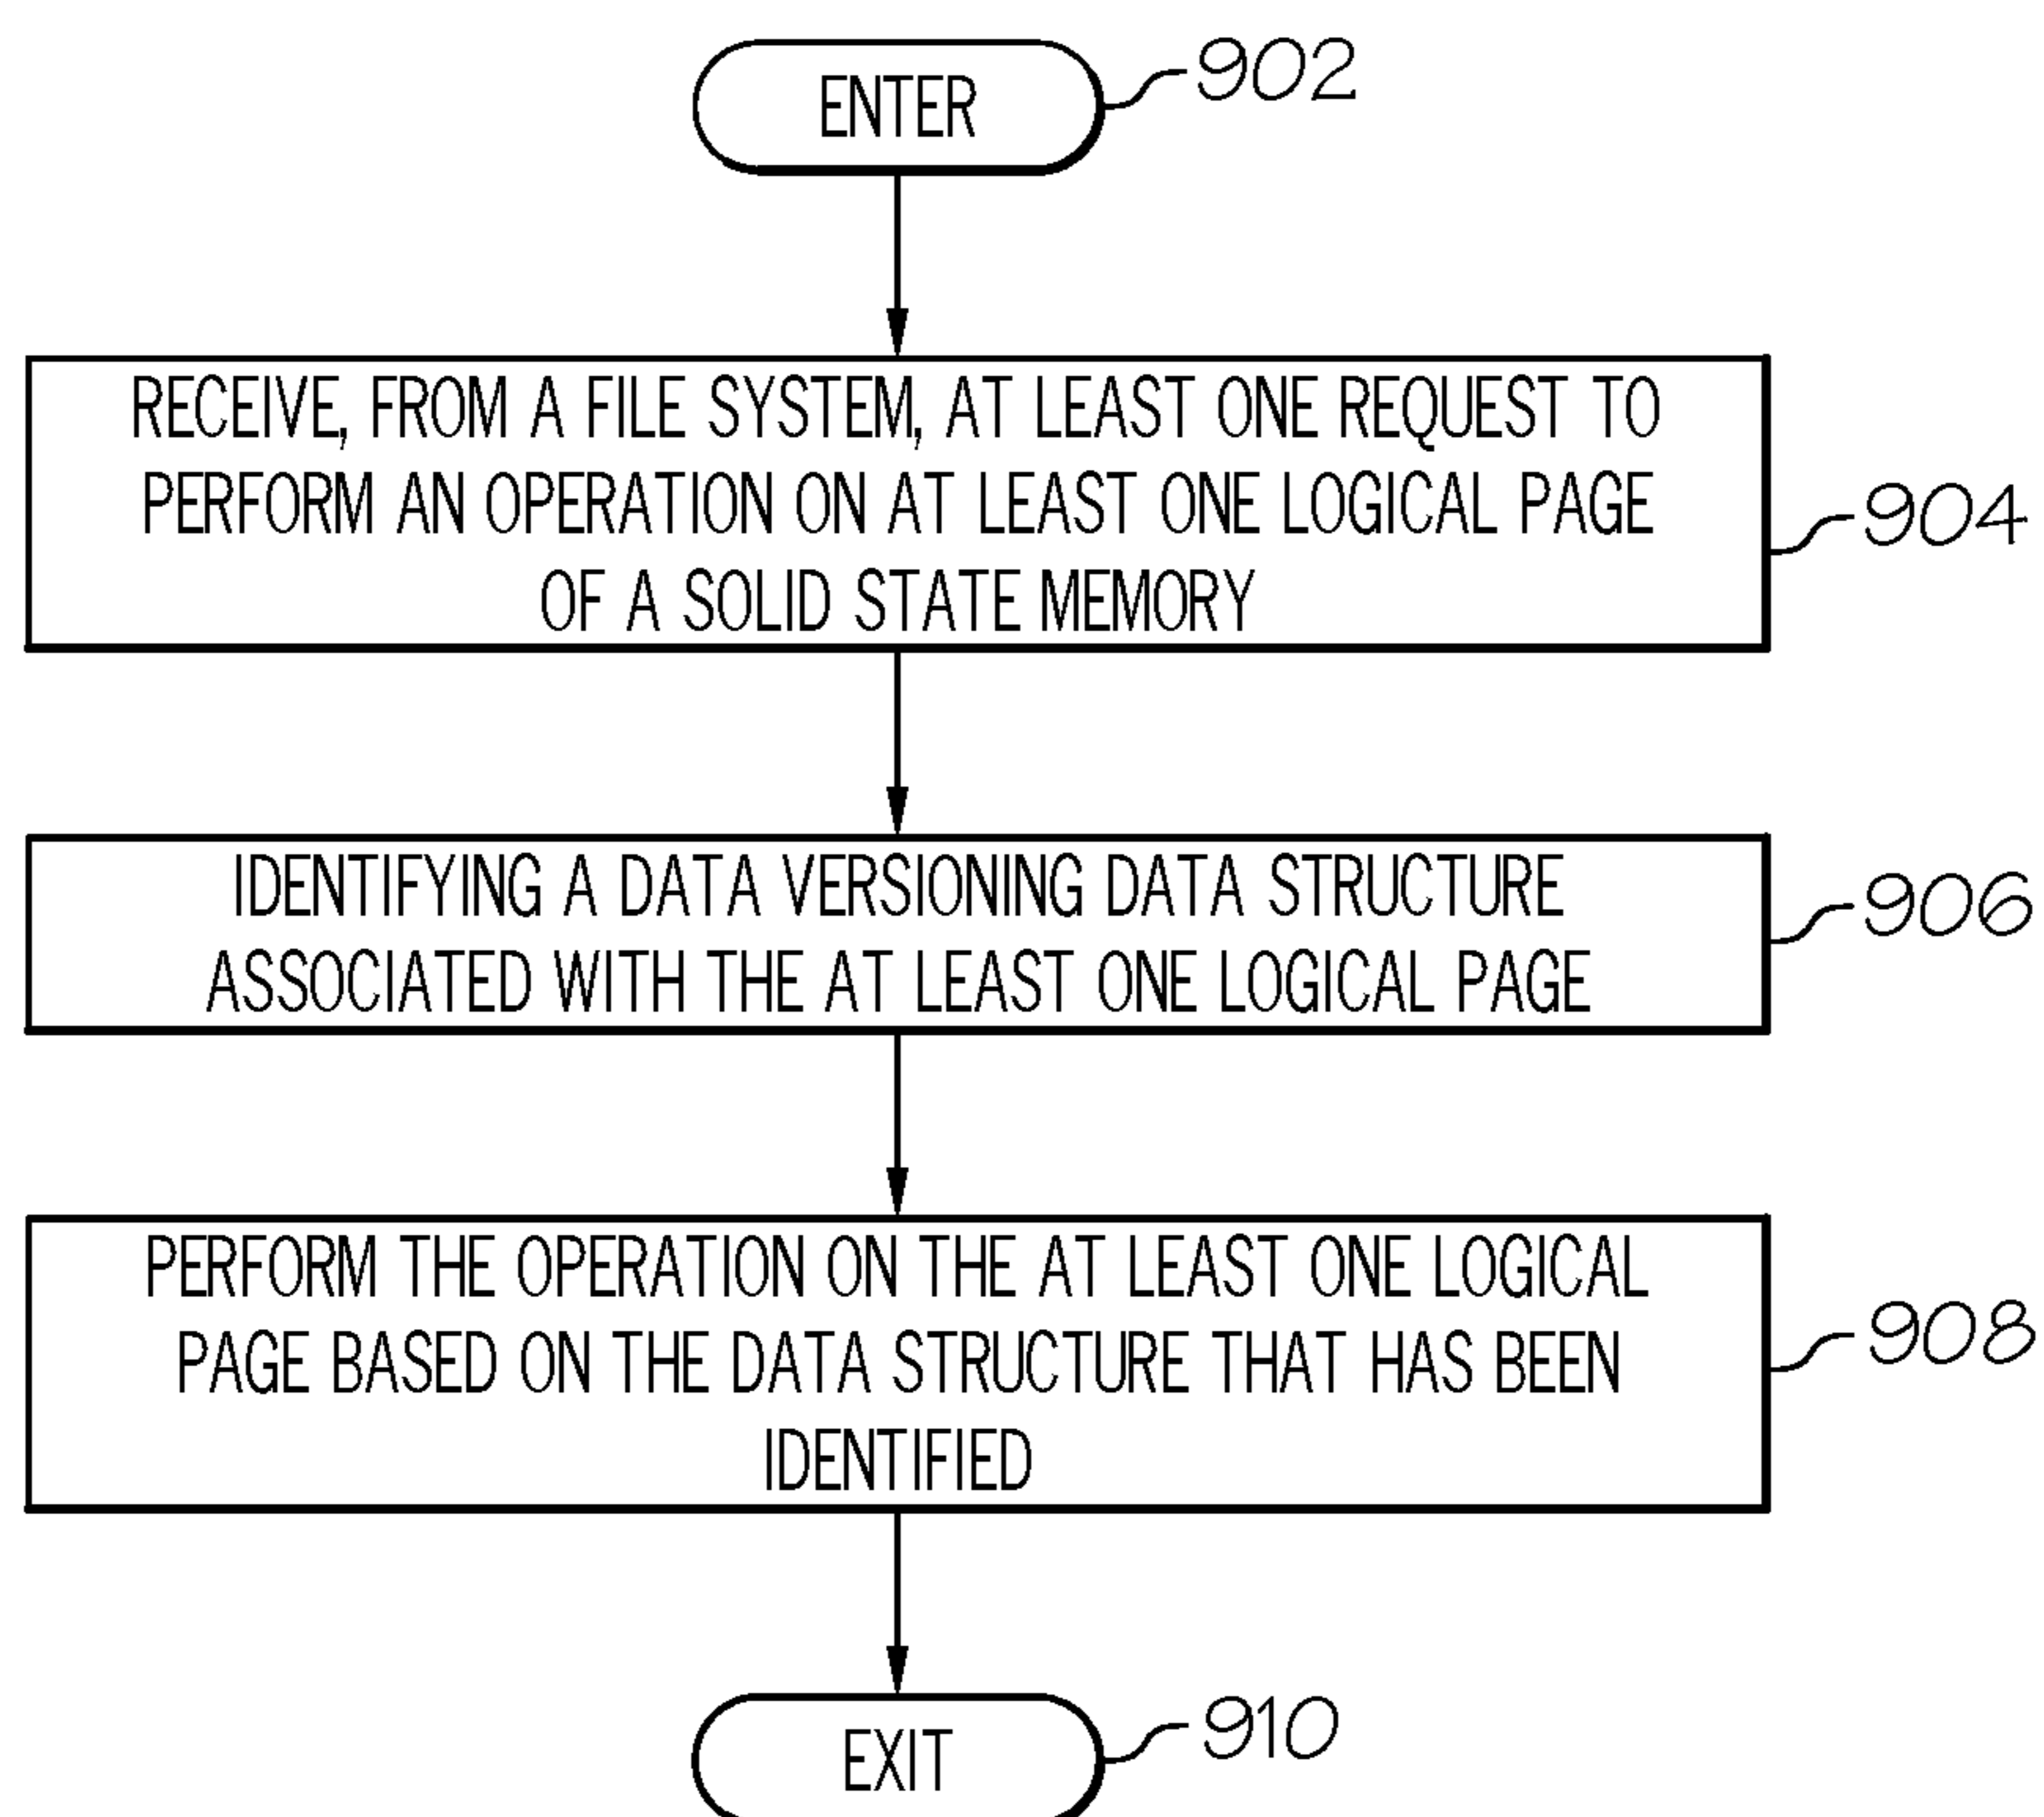 ENTER
902
RECEIVE, FROM A FILE SYSTEM, AT LEAST ONE REQUEST TO
PERFORM AN OPERATION ON AT LEAST ONE LOGICAL PAGE
OF A SOLID STATE MEMORY
904
IDENTIFYING A DATA VERSIONING DATA STRUCTURE
ASSOCIATED WITH THE AT LEAST ONE LOGICAL PAGE
906
PERFORM THE OPERATION ON THE AT LEAST ONE LOGICAL
PAGE BASED ON THE DATA STRUCTURE THAT HAS BEEN
IDENTIFIED
908
EXIT
910